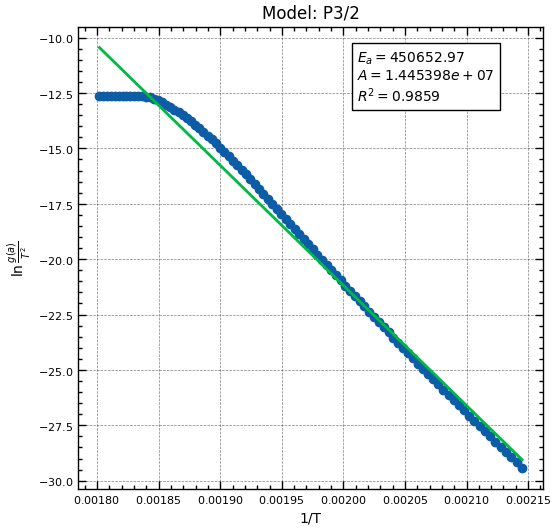 Model: P3/2
−10.0
−12.5
−15.0
−17.5
−20.0
−22.5
−25.0
−27.5
−30.0
ln g(a)/T²
E_a = 450652.97
A = 1.445398e + 07
R² = 0.9859
0.00180 0.00185 0.00190 0.00195 0.00200 0.00205 0.00210 0.00215
1/T